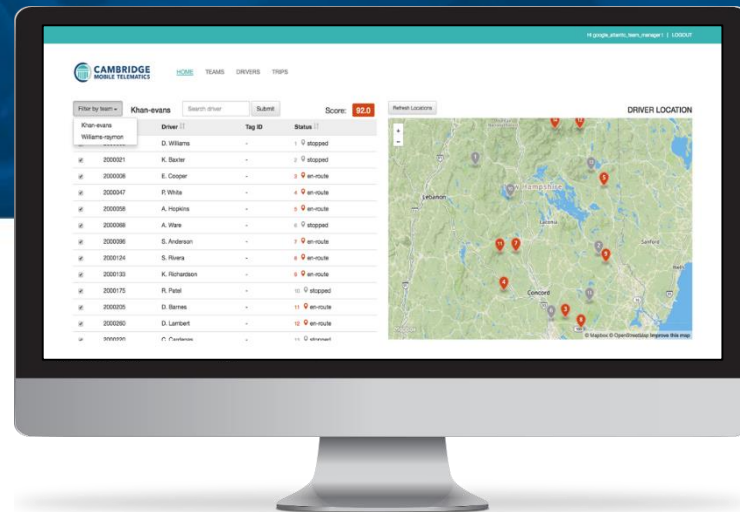 Hi google_atlantic_team_manager1 | LOGOUT
CAMBRIDGE
MOBILE TELEMATICS
HOME TEAMS DRIVERS TRIPS
Filter by team Khan-evans Search driver Submit Score: 92.0 Refresh Locations DRIVER LOCATION
Khan-evans
Williams-raymon
Driver Tag ID Status
D. Williams - 1 stopped
2000021 K. Baxter - 2 stopped
2000008 E. Cooper - 3 en-route
2000047 P. White - 4 en-route
2000058 A. Hopkins - 5 en-route
2000068 A. Ware - 6 stopped
2000086 S. Anderson - 7 en-route
2000124 S. Rivera - 8 en-route
2000133 K. Richardson - 9 en-route
2000175 R. Patel - 10 stopped
2000205 D. Barnes - 11 en-route
2000260 D. Lambert - 12 en-route
C. Cardenas - stopped
+
-
New Hampshire
Lebanon
Laconia
Sanford
Concord
© Mapbox © OpenStreetMap Improve this map